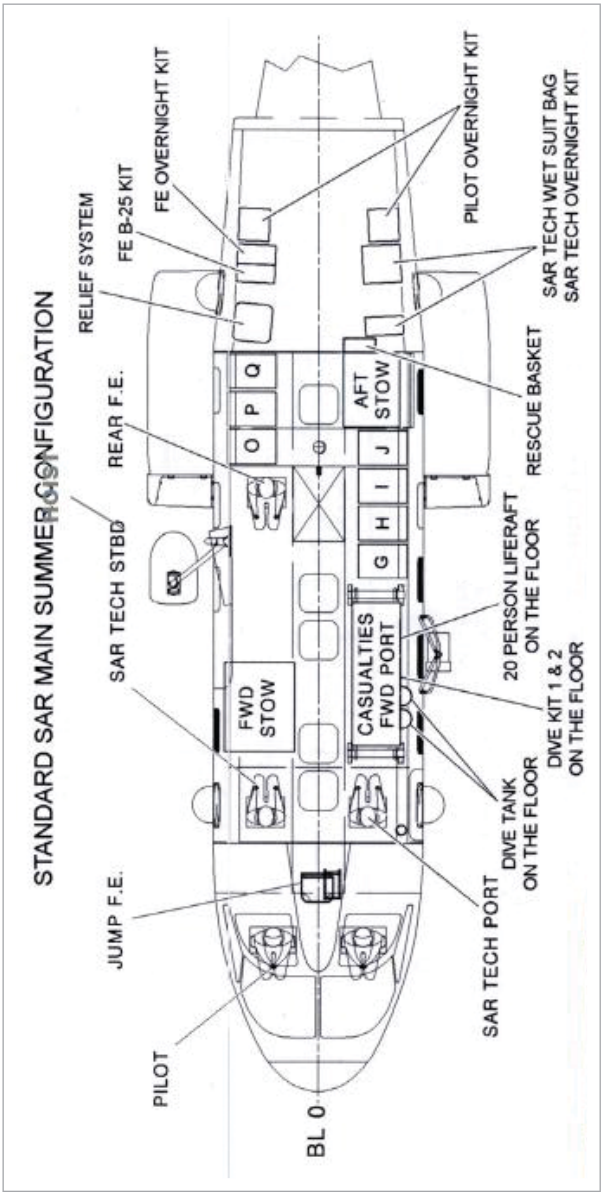 STANDARD SAR MAIN SUMMER CONFIGURATION
HOIST
JUMP F.E.
SAR TECH STBD
REAR F.E.
RELIEF SYSTEM
FE B-25 KIT
FE OVERNIGHT KIT
PILOT
FWD
STOW
O
P
Q
BL 0
CASUALTIES
FWD PORT
G
H
I
J
AFT
STOW
SAR TECH PORT
DIVE TANK
ON THE FLOOR
DIVE KIT 1 & 2
ON THE FLOOR
20 PERSON LIFERAFT
ON THE FLOOR
RESCUE BASKET
SAR TECH WET SUIT BAG
SAR TECH OVERNIGHT KIT
PILOT OVERNIGHT KIT